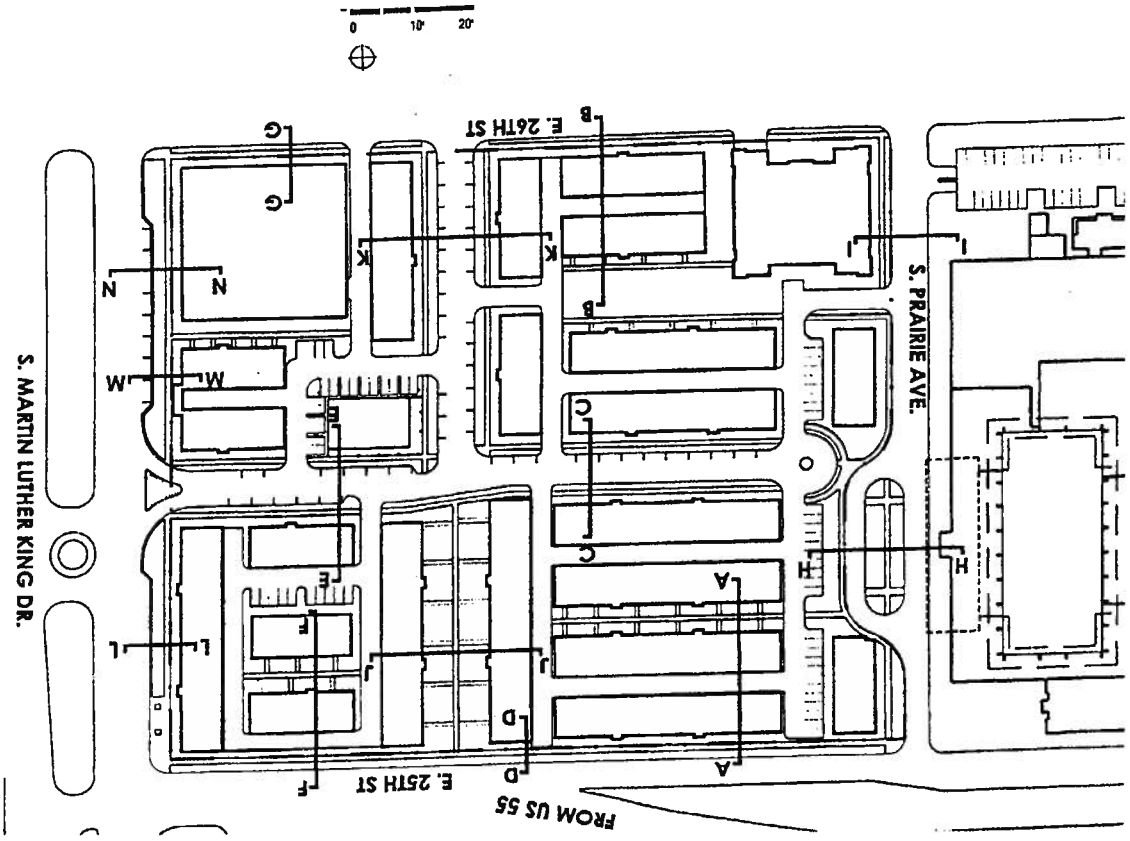 0 10' 20'
E. 26TH ST
B
G
G
K
K
I
I
N
N
B
S. PRAIRIE AVE.
M
M
S. MARTIN LUTHER KING DR.
E
C
C
E
A
H
H
F
L
L
J
J
D
D
A
F
E. 25TH ST
FROM US 55